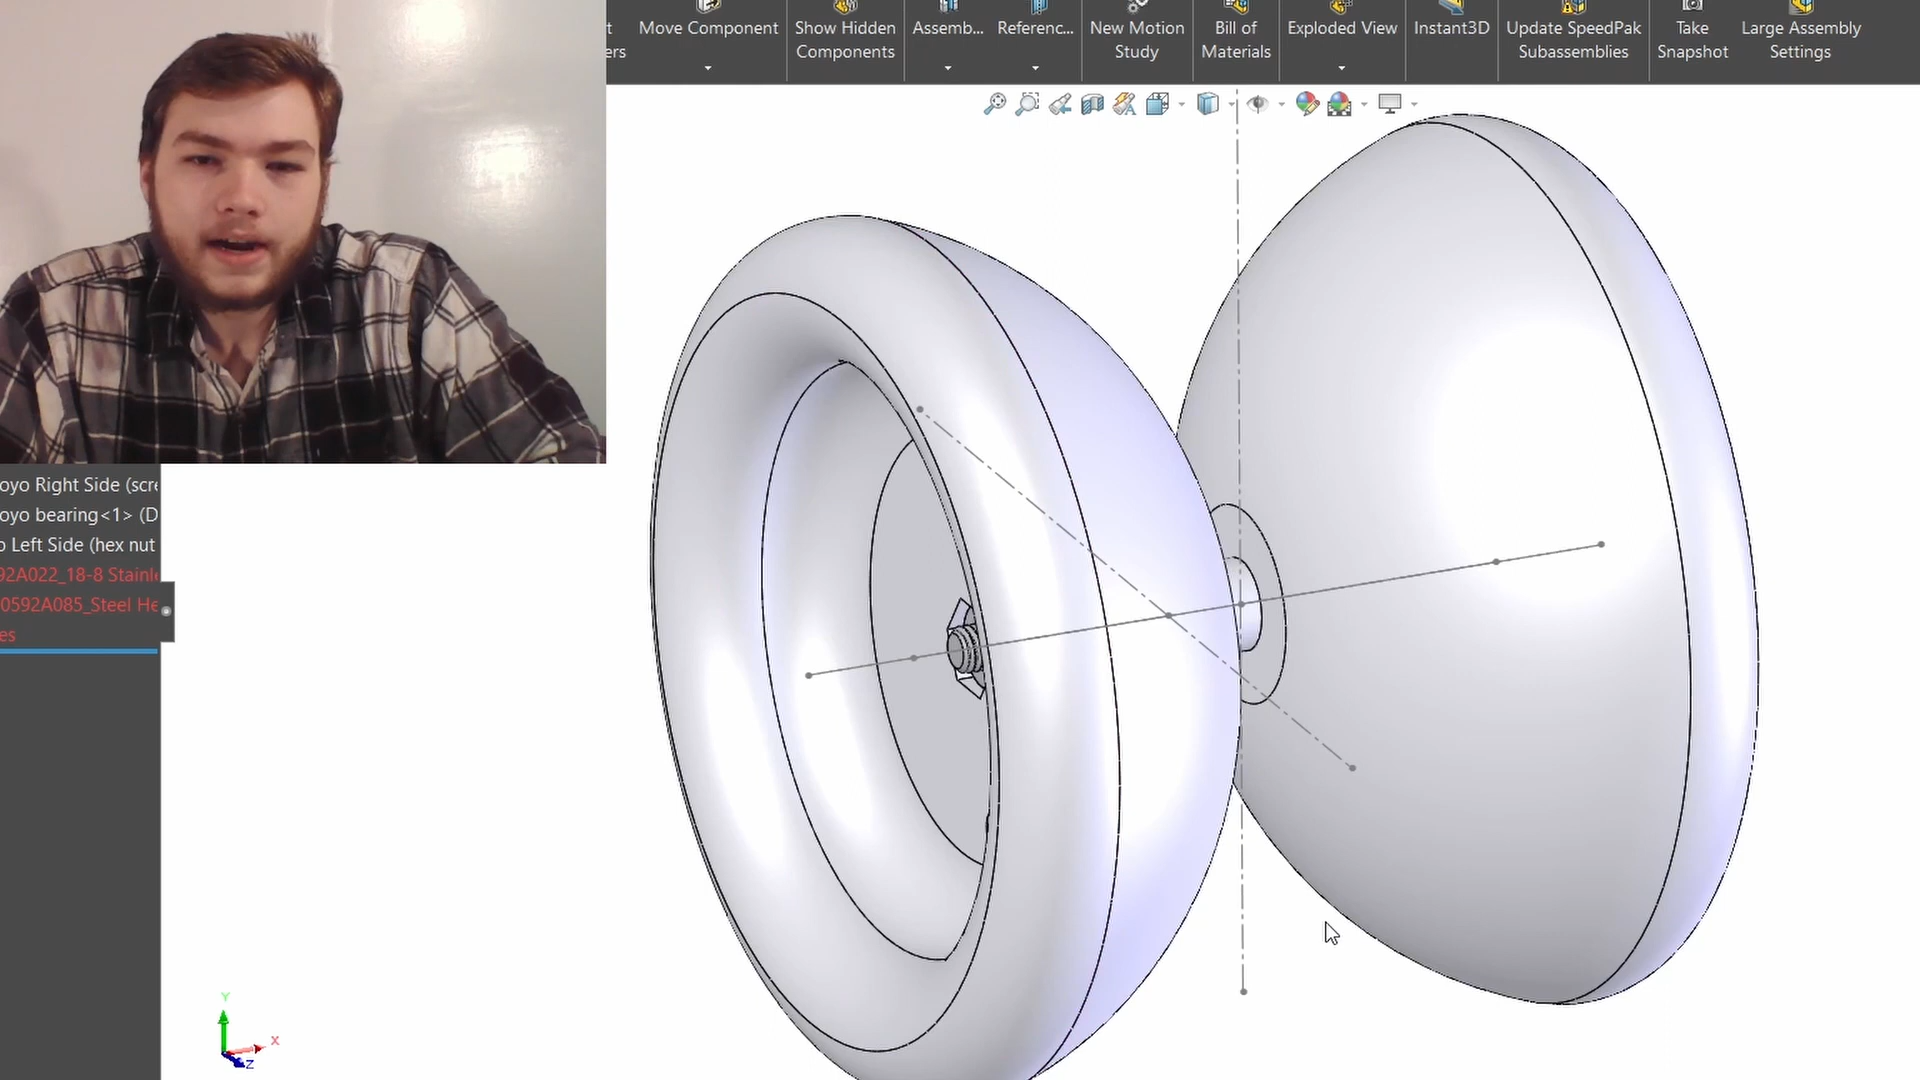 t
ers
Move Component
Show Hidden
Components
Assemb...
Referenc...
New Motion
Study
Bill of
Materials
Exploded View
Instant3D
Update SpeedPak
Subassemblies
Take
Snapshot
Large Assembly
Settings
oyo Right Side (scre
oyo bearing<1> (D
o Left Side (hex nut
92A022_18-8 Stainl
0592A085_Steel He
es
Y
X
Z